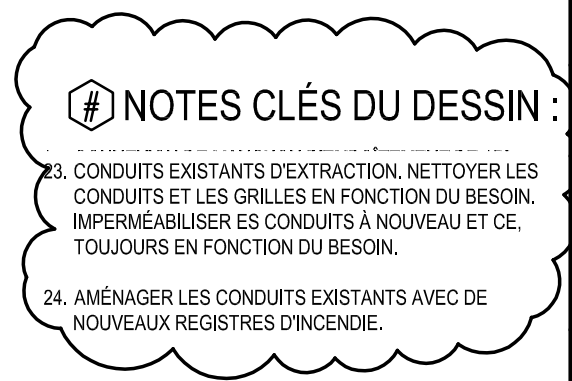 # NOTES CLÉS DU DESSIN :
23. CONDUITS EXISTANTS D'EXTRACTION. NETTOYER LES
CONDUITS ET LES GRILLES EN FONCTION DU BESOIN.
IMPERMÉABILISER ES CONDUITS À NOUVEAU ET CE,
TOUJOURS EN FONCTION DU BESOIN.
24. AMÉNAGER LES CONDUITS EXISTANTS AVEC DE
NOUVEAUX REGISTRES D'INCENDIE.